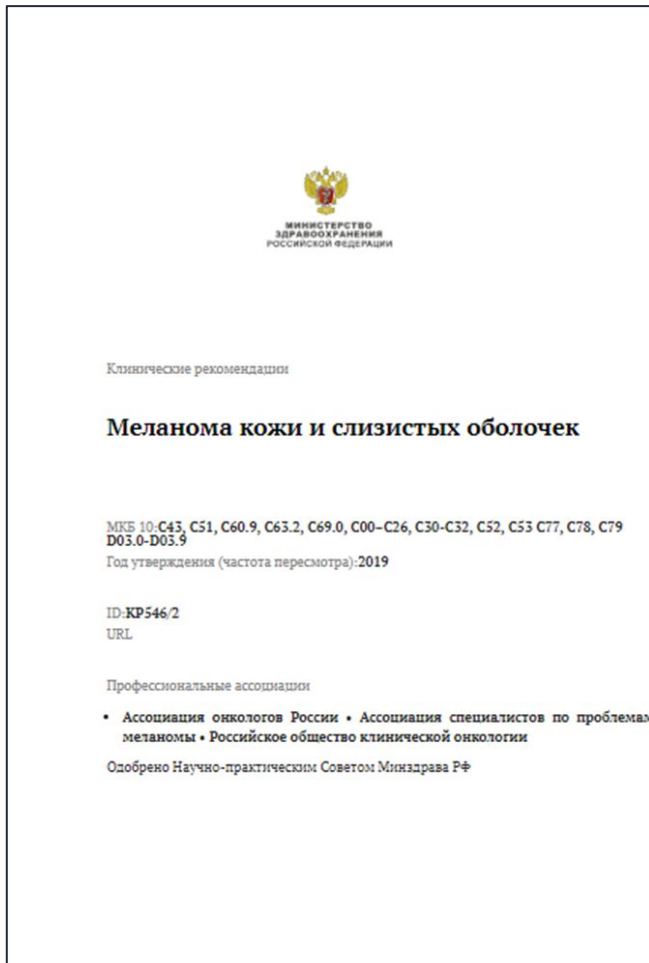 МИНИСТЕРСТВО
ЗДРАВООХРАНЕНИЯ
РОССИЙСКОЙ ФЕДЕРАЦИИ
Клинические рекомендации
Меланома кожи и слизистых оболочек
МКБ 10:C43, C51, C60.9, C63.2, C69.0, C00–C26, C30-C32, C52, C53 C77, C78, C79
D03.0-D03.9
Год утверждения (частота пересмотра):2019
ID:КР546/2
URL
Профессиональные ассоциации
• Ассоциация онкологов России • Ассоциация специалистов по проблемам
меланомы • Российское общество клинической онкологии
Одобрено Научно-практическим Советом Минздрава РФ